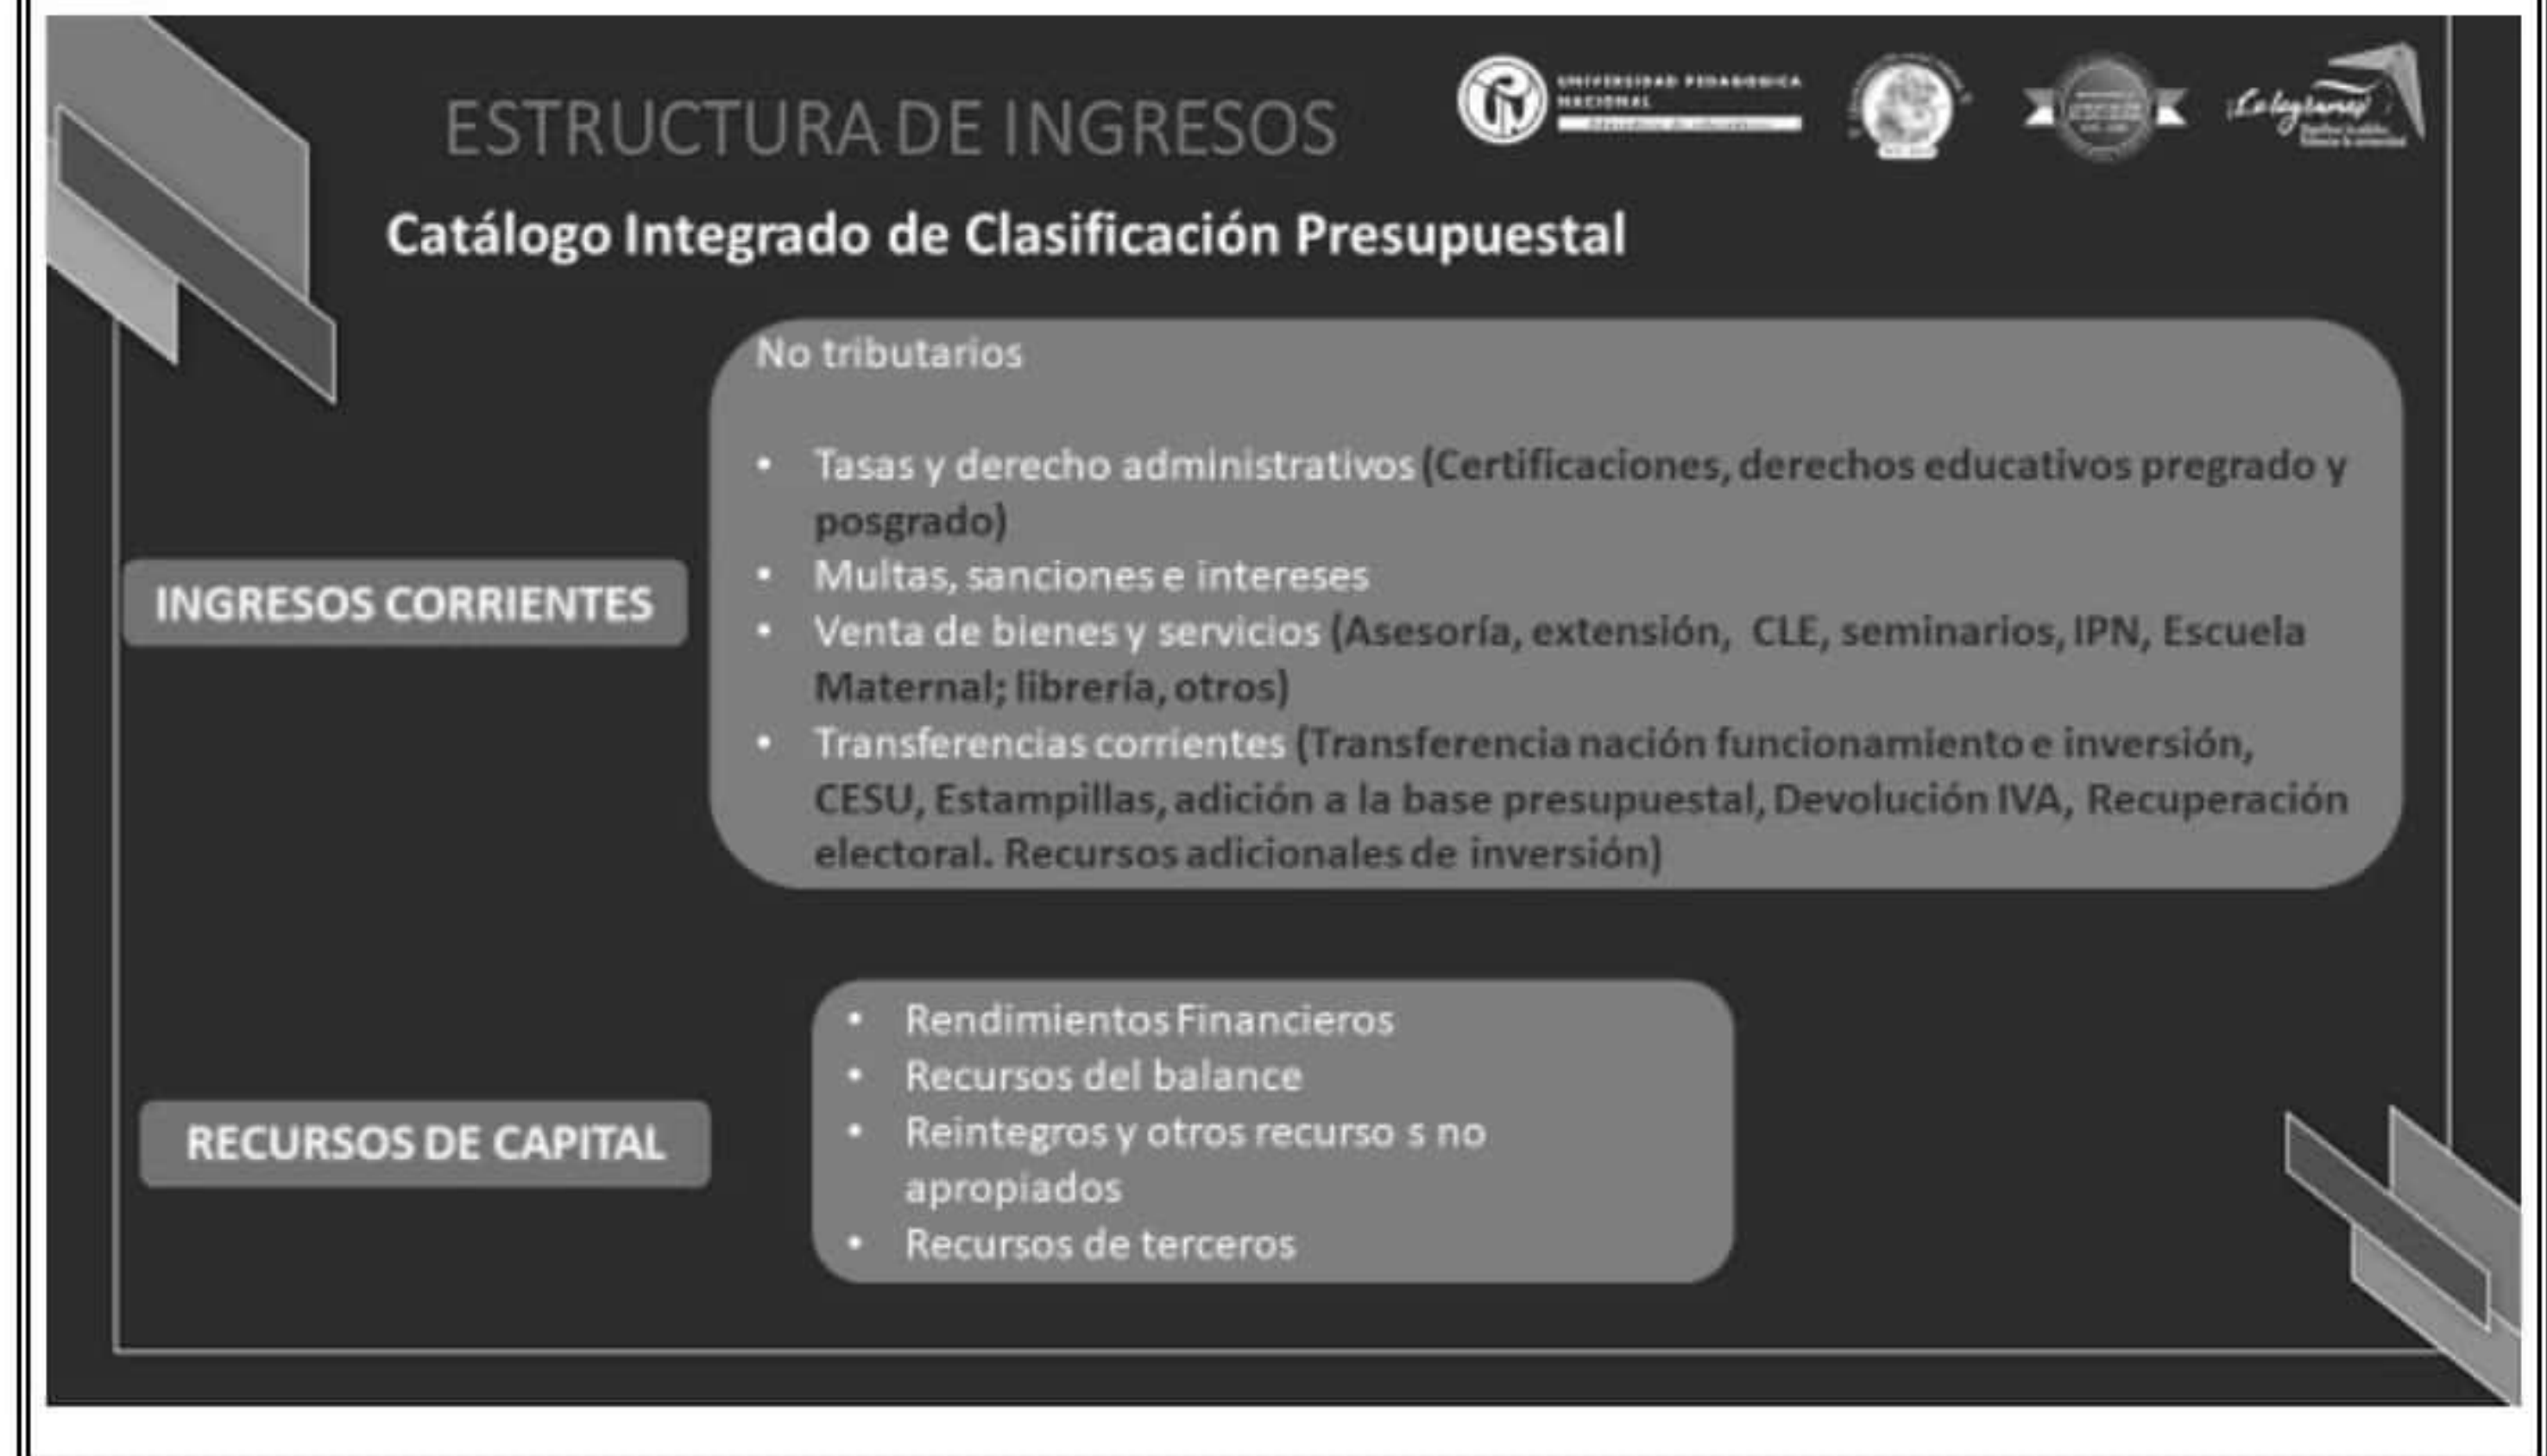 ESTRUCTURA DE INGRESOS
UNIVERSIDAD PEDAGOGICA
NACIONAL
Catálogo Integrado de Clasificación Presupuestal
No tributarios
• Tasas y derecho administrativos (Certificaciones, derechos educativos pregrado y
posgrado)
• Multas, sanciones e intereses
• Venta de bienes y servicios (Asesoría, extensión, CLE, seminarios, IPN, Escuela
Maternal; librería, otros)
• Transferencias corrientes (Transferencia nación funcionamiento e inversión,
CESU, Estampillas, adición a la base presupuestal, Devolución IVA, Recuperación
electoral. Recursos adicionales de inversión)
INGRESOS CORRIENTES
• Rendimientos Financieros
• Recursos del balance
• Reintegros y otros recurso s no
apropiados
• Recursos de terceros
RECURSOS DE CAPITAL